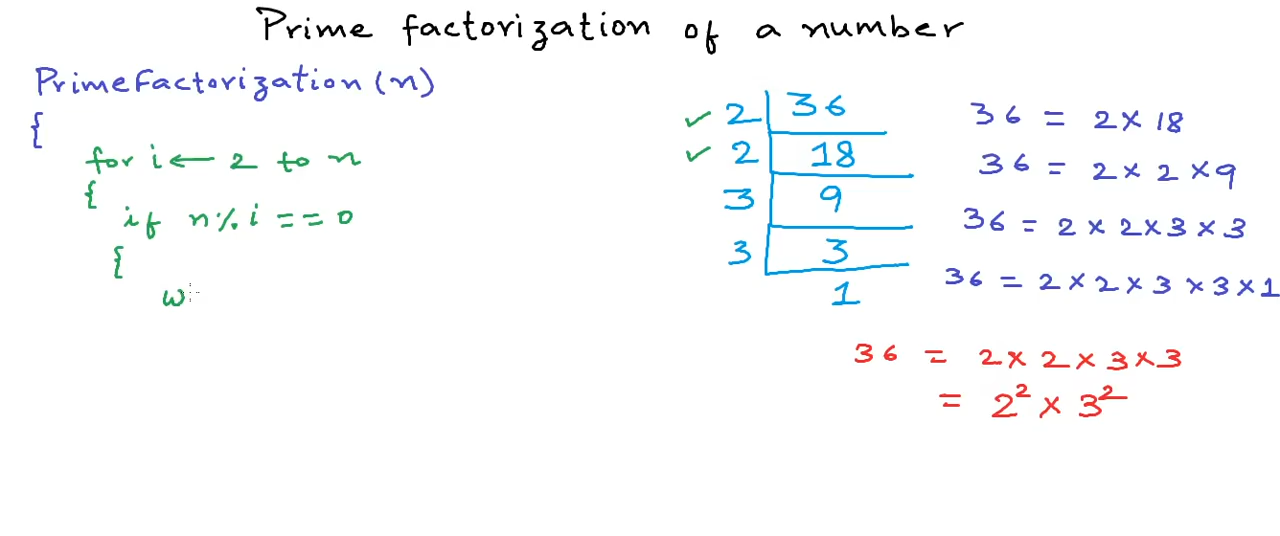 Prime factorization of a number
PrimeFactorization(n)
{
for i ← 2 to n
{
if n % i == 0
{
w
✓ 2 | 36
✓ 2 | 18
3 | 9
3 | 3
1
36 = 2 × 18
36 = 2 × 2 × 9
36 = 2 × 2 × 3 × 3
36 = 2 × 2 × 3 × 3 × 1
36 = 2 × 2 × 3 × 3
= 2² × 3²